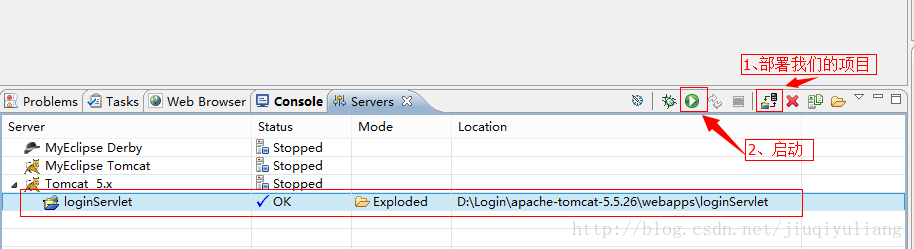 1、部署我们的项目
Problems Tasks Web Browser Console Servers
Server Status Mode Location
MyEclipse Derby Stopped
MyEclipse Tomcat Stopped
2、启动
Tomcat 5.x Stopped
loginServlet OK Exploded D:\Login\apache-tomcat-5.5.26\webapps\loginServlet
http://blog.csdn.net/jiuqiyuliang